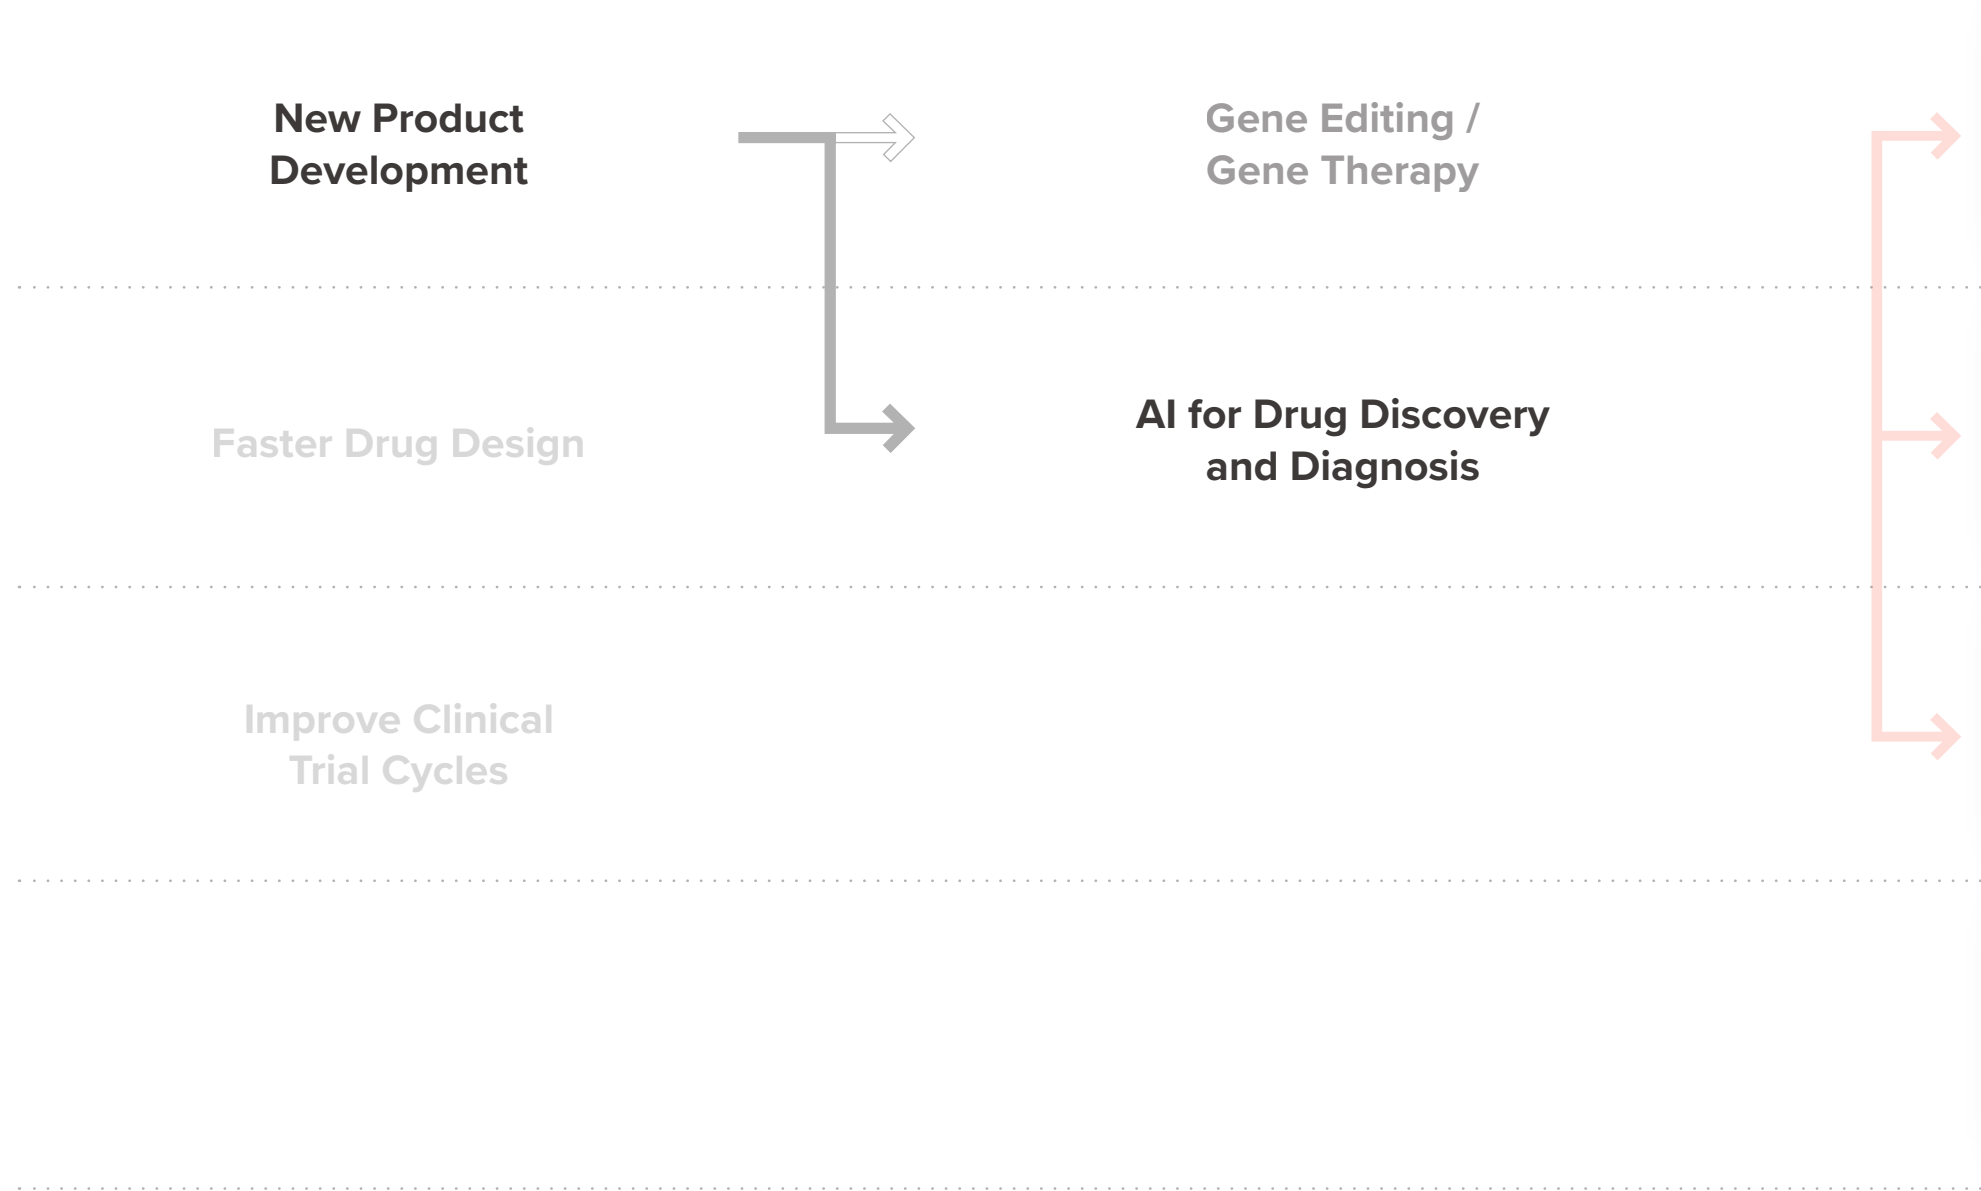 New Product
Development
Gene Editing /
Gene Therapy
Faster Drug Design
AI for Drug Discovery
and Diagnosis
Improve Clinical
Trial Cycles